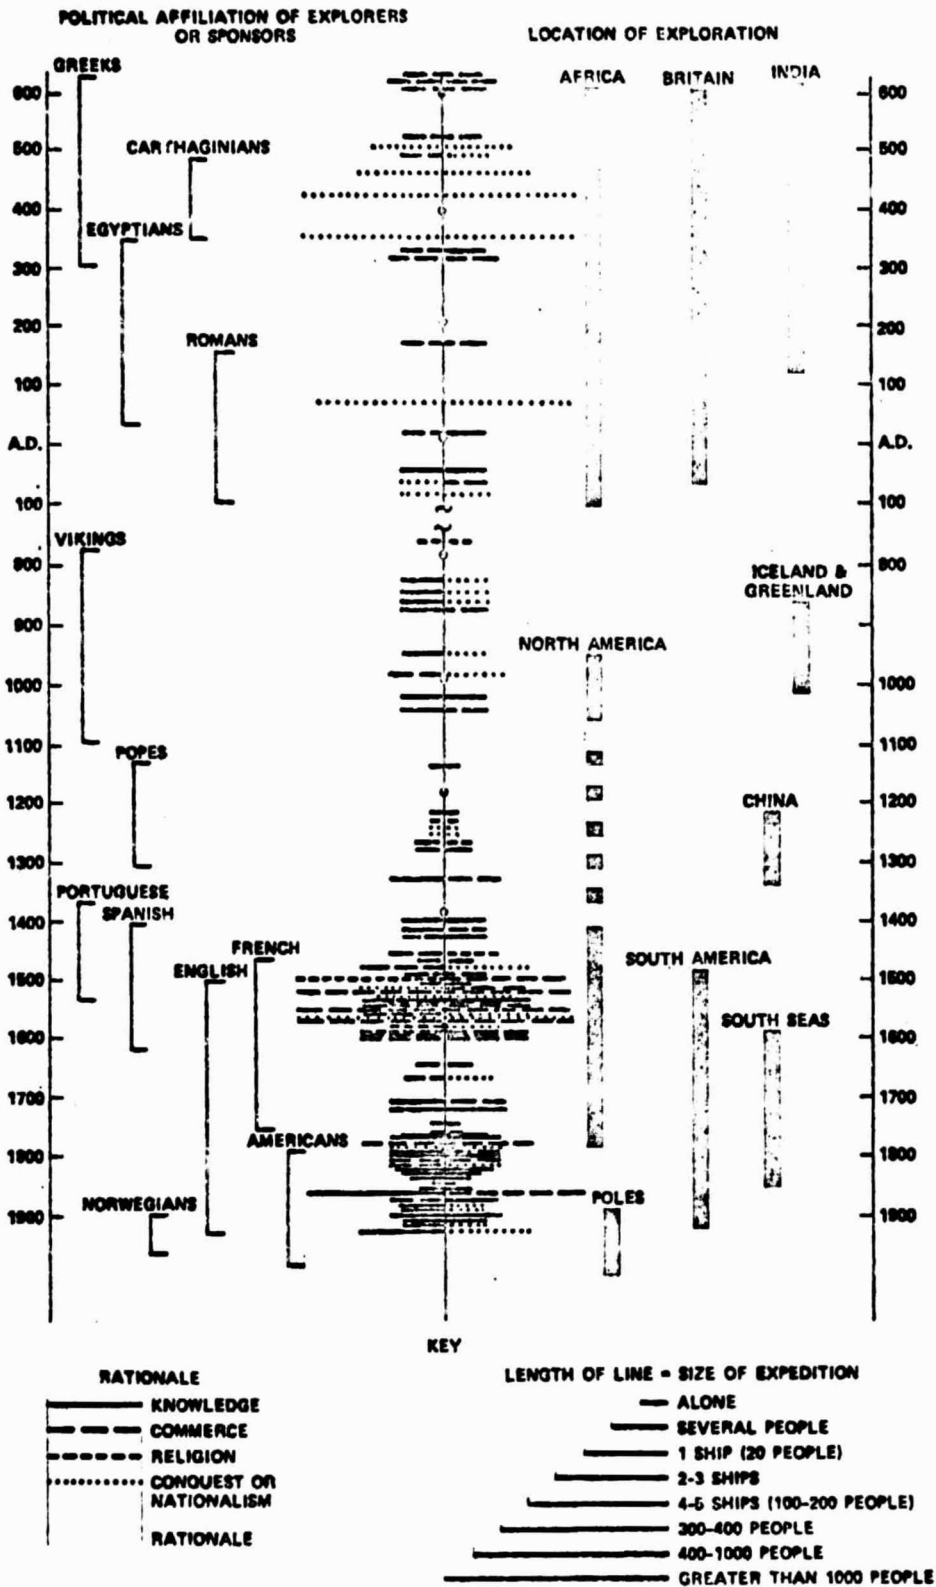 POLITICAL AFFILIATION OF EXPLORERS
OR SPONSORS
LOCATION OF EXPLORATION
GREEKS
AFRICA
BRITAIN
INDIA
600
600
CARTHAGINIANS
500
500
400
400
EGYPTIANS
300
300
200
200
ROMANS
100
100
A.D.
A.D.
100
100
VIKINGS
800
800
ICELAND &
GREENLAND
900
900
NORTH AMERICA
1000
1000
1100
1100
POPES
1200
1200
CHINA
1300
1300
PORTUGUESE
SPANISH
1400
1400
FRENCH
SOUTH AMERICA
ENGLISH
1500
1500
SOUTH SEAS
1600
1600
1700
1700
AMERICANS
1800
1800
NORWEGIANS
POLES
1900
1900
KEY
RATIONALE
KNOWLEDGE
COMMERCE
RELIGION
CONQUEST OR
NATIONALISM
RATIONALE
LENGTH OF LINE = SIZE OF EXPEDITION
ALONE
SEVERAL PEOPLE
1 SHIP (20 PEOPLE)
2-3 SHIPS
4-5 SHIPS (100-200 PEOPLE)
300-400 PEOPLE
400-1000 PEOPLE
GREATER THAN 1000 PEOPLE